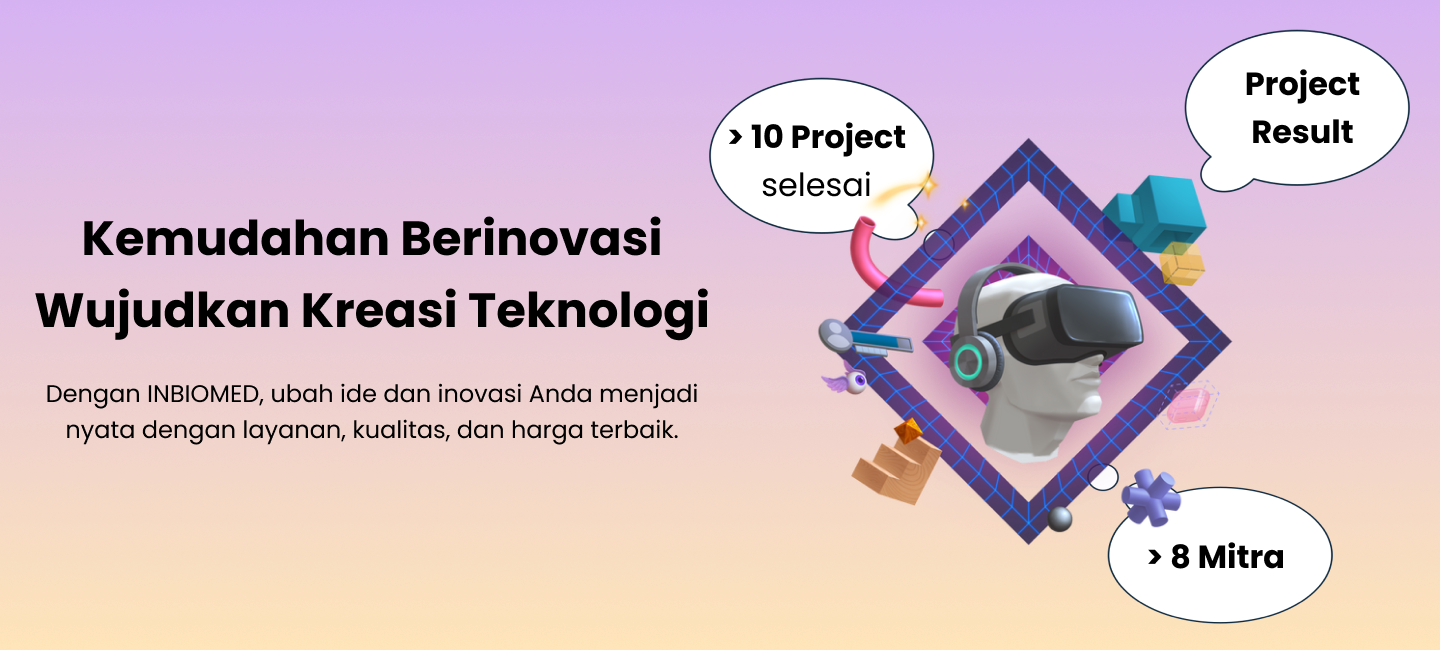 Kemudahan Berinovasi
Wujudkan Kreasi Teknologi
Dengan INBIOMED, ubah ide dan inovasi Anda menjadi
nyata dengan layanan, kualitas, dan harga terbaik.
> 10 Project
selesai
Project
Result
> 8 Mitra